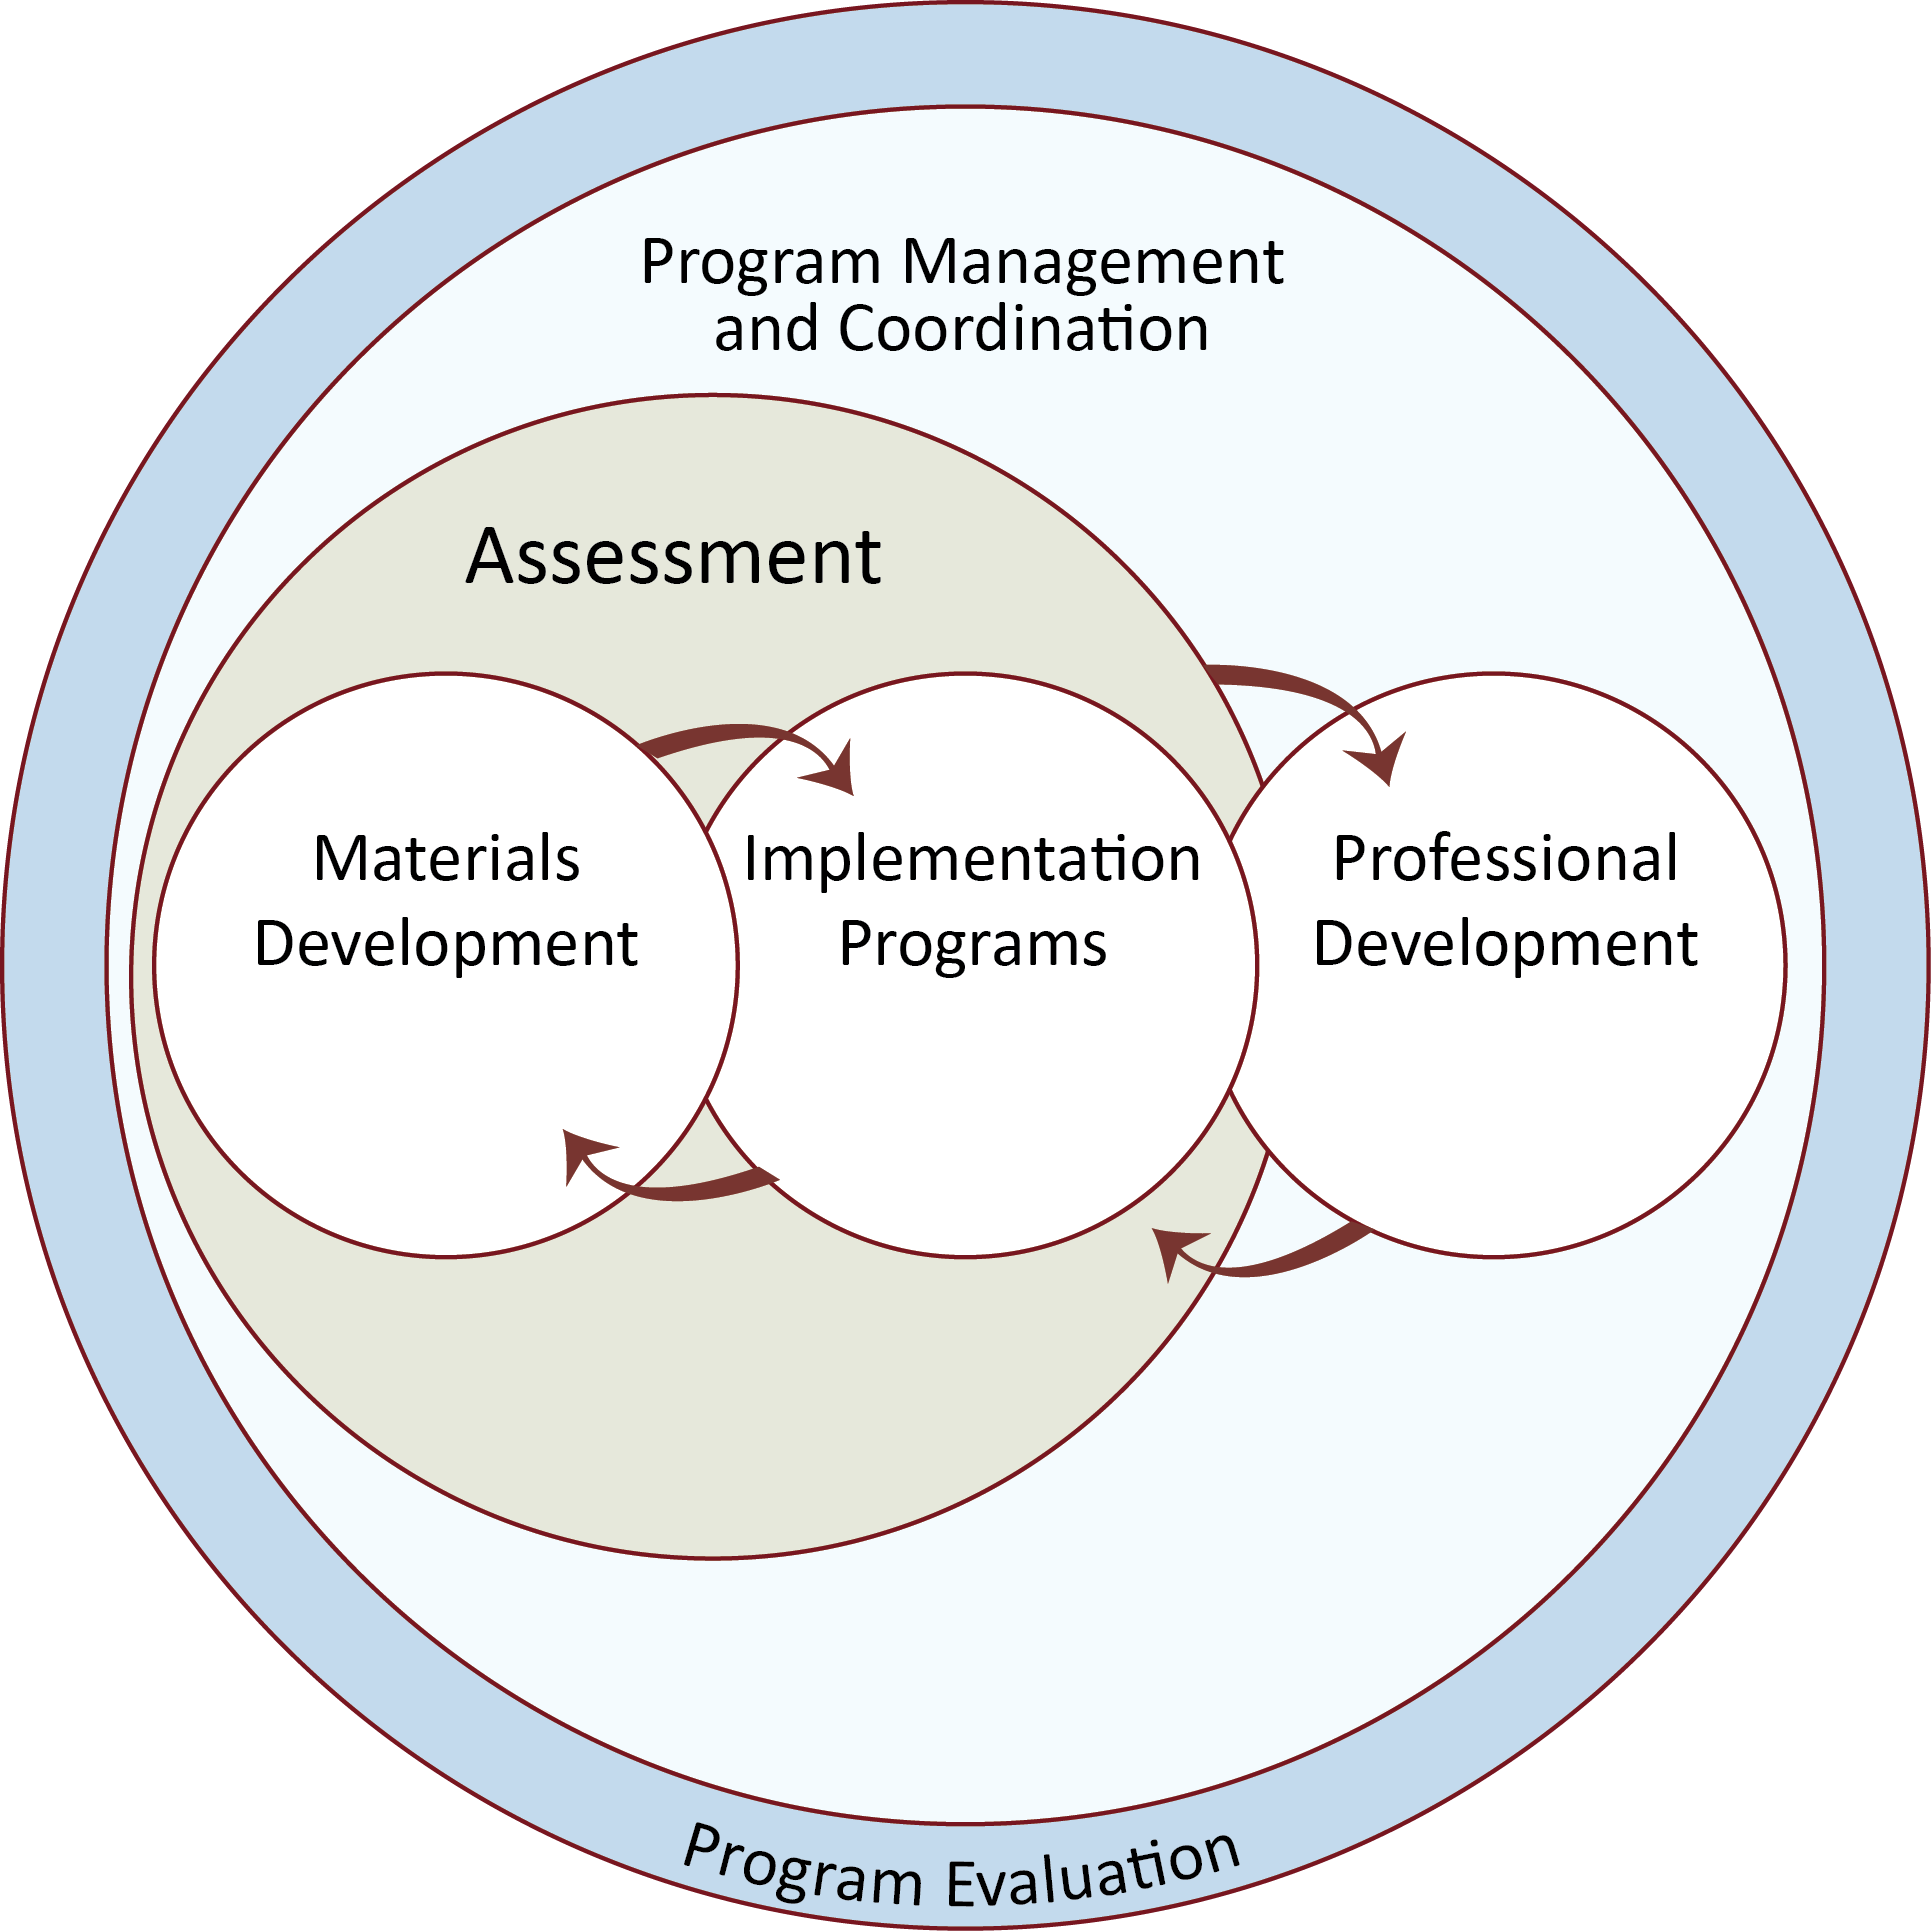 Program Management
and Coordination
Assessment
Materials
Development
Implementation
Programs
Professional
Development
Program Evaluation